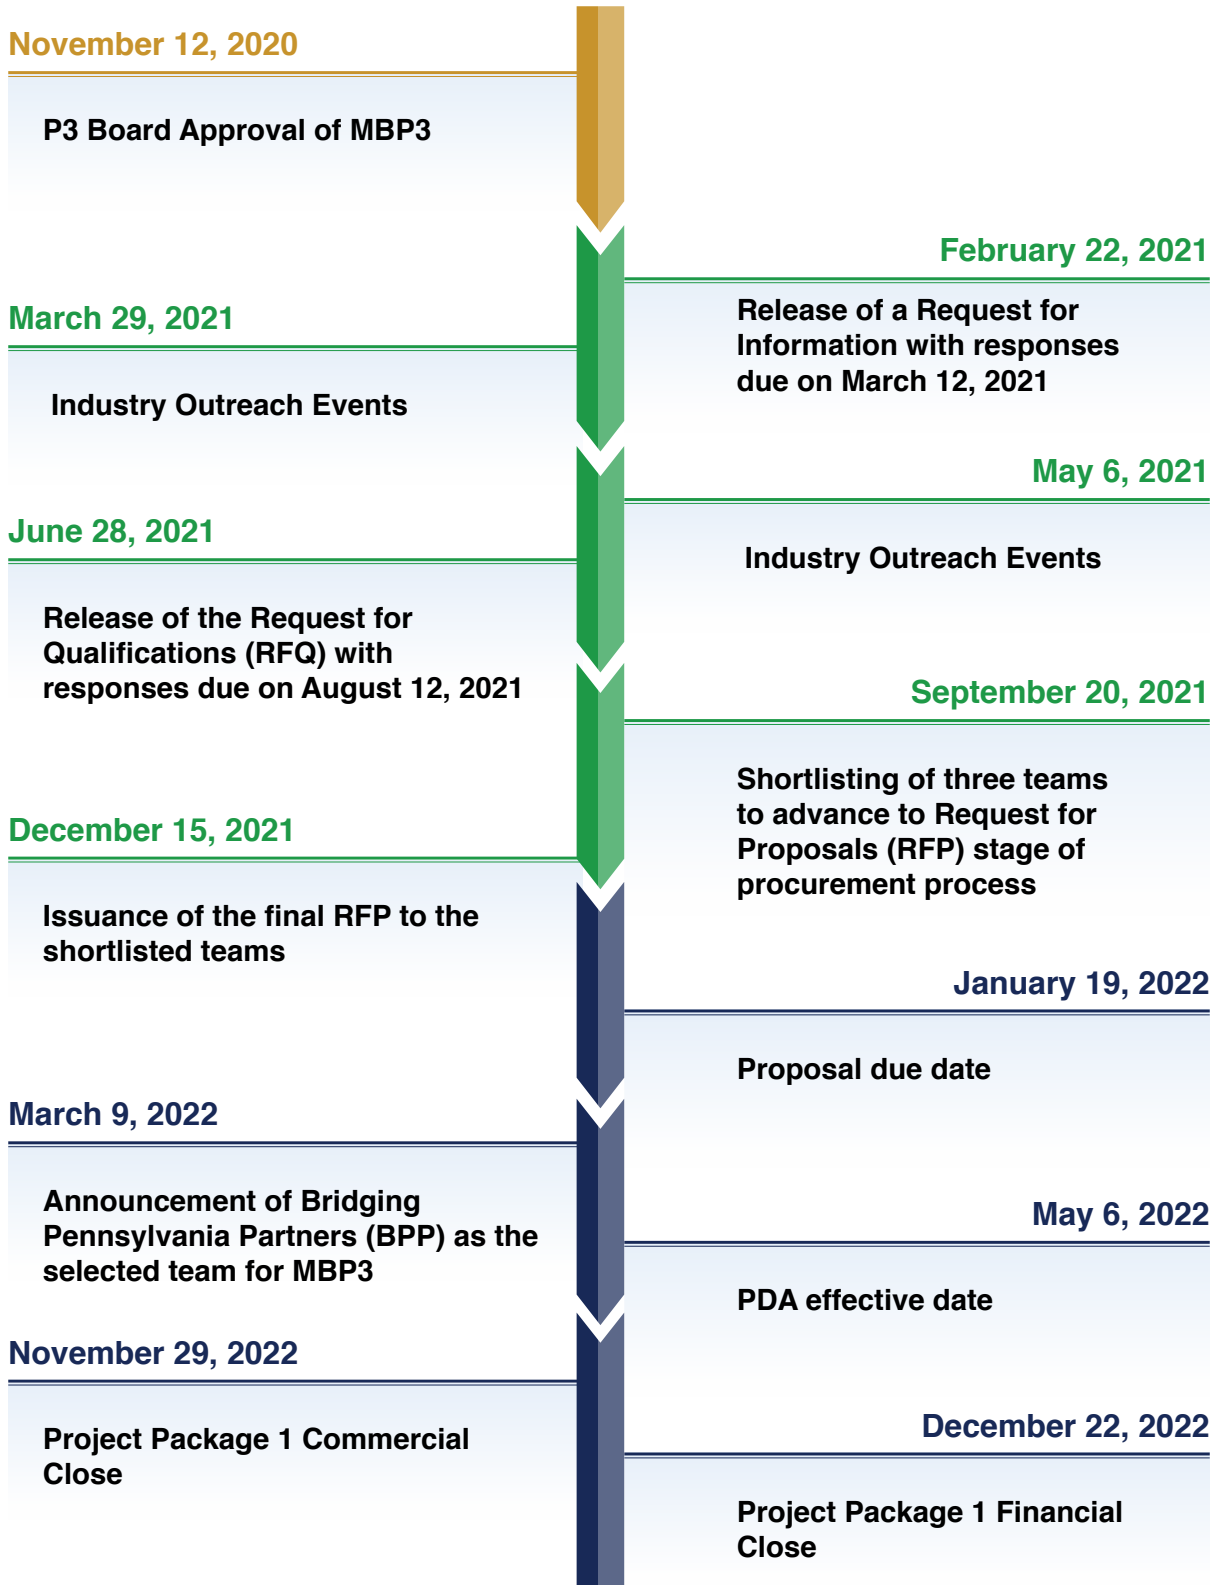 November 12, 2020
P3 Board Approval of MBP3
February 22, 2021
Release of a Request for
Information with responses
due on March 12, 2021
March 29, 2021
Industry Outreach Events
May 6, 2021
Industry Outreach Events
June 28, 2021
Release of the Request for
Qualifications (RFQ) with
responses due on August 12, 2021
September 20, 2021
Shortlisting of three teams
to advance to Request for
Proposals (RFP) stage of
procurement process
December 15, 2021
Issuance of the final RFP to the
shortlisted teams
January 19, 2022
Proposal due date
March 9, 2022
Announcement of Bridging
Pennsylvania Partners (BPP) as the
selected team for MBP3
May 6, 2022
PDA effective date
November 29, 2022
Project Package 1 Commercial
Close
December 22, 2022
Project Package 1 Financial
Close